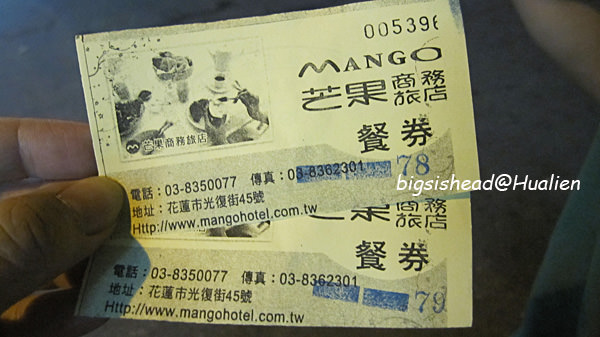 005396
MANGO
芒果商務旅店
餐券
芒果商務旅店
電話：03-8350077 傳真：03-8362301
78
地址：花蓮市光復街45號
Http://www.mangohotel.com.tw
bigsishead@Hualien
芒果商務旅店
餐券
電話：03-8350077 傳真：03-8362301
地址：花蓮市光復街45號
79
Http://www.mangohotel.com.tw